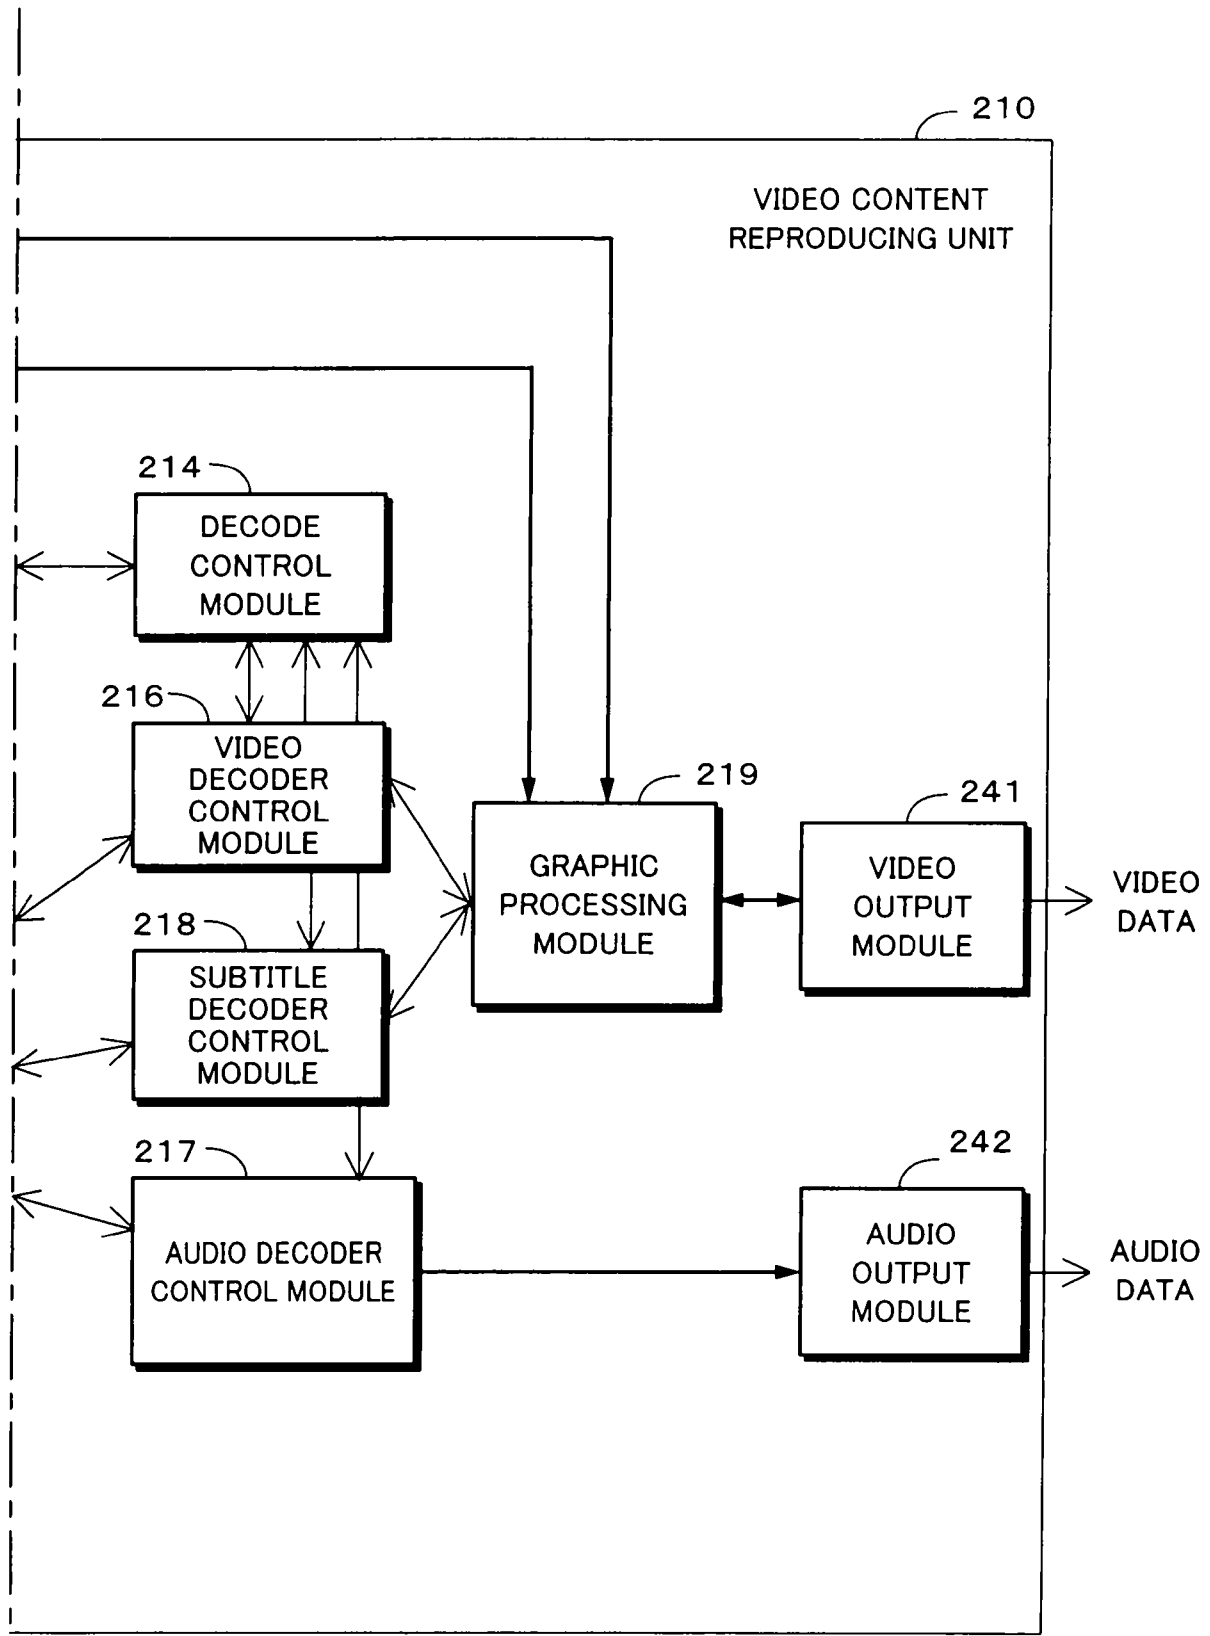 210
VIDEO CONTENT
REPRODUCING UNIT
214
DECODE
CONTROL
MODULE
216
VIDEO
DECODER
CONTROL
MODULE
219
GRAPHIC
PROCESSING
MODULE
241
VIDEO
OUTPUT
MODULE
VIDEO
DATA
218
SUBTITLE
DECODER
CONTROL
MODULE
217
AUDIO DECODER
CONTROL MODULE
242
AUDIO
OUTPUT
MODULE
AUDIO
DATA